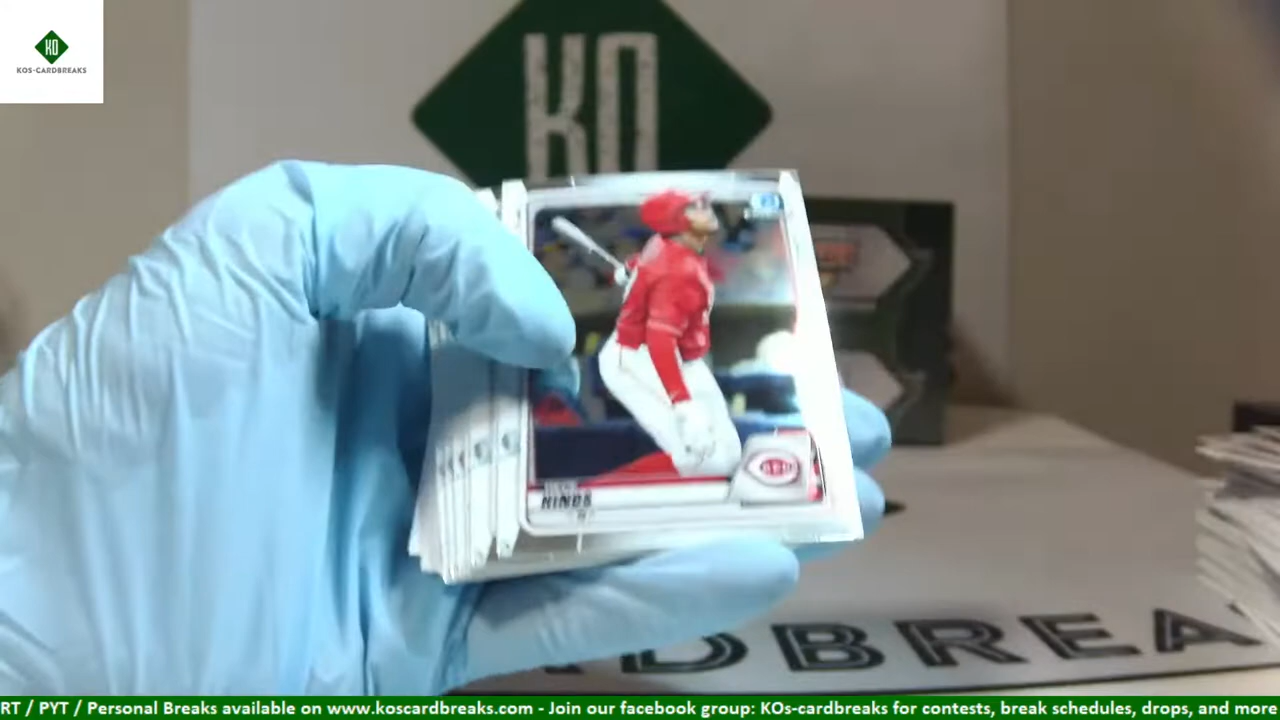 KO
KOS-CARDBREAKS
KO
HINDS
DBREA
RT / PYT / Personal Breaks available on www.koscardbreaks.com - Join our facebook group: KOs-cardbreaks for contests, break schedules, drops, and more